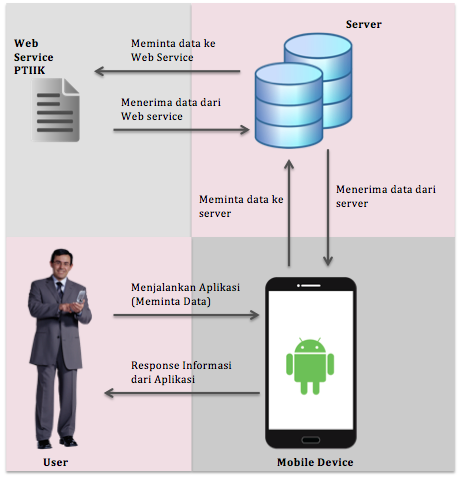 Server
Web
Service
PTIIK
Meminta data ke
Web Service
Menerima data dari
Web service
Meminta data ke
server
Menerima data dari
server
Menjalankan Aplikasi
(Meminta Data)
Response Informasi
dari Aplikasi
User
Mobile Device